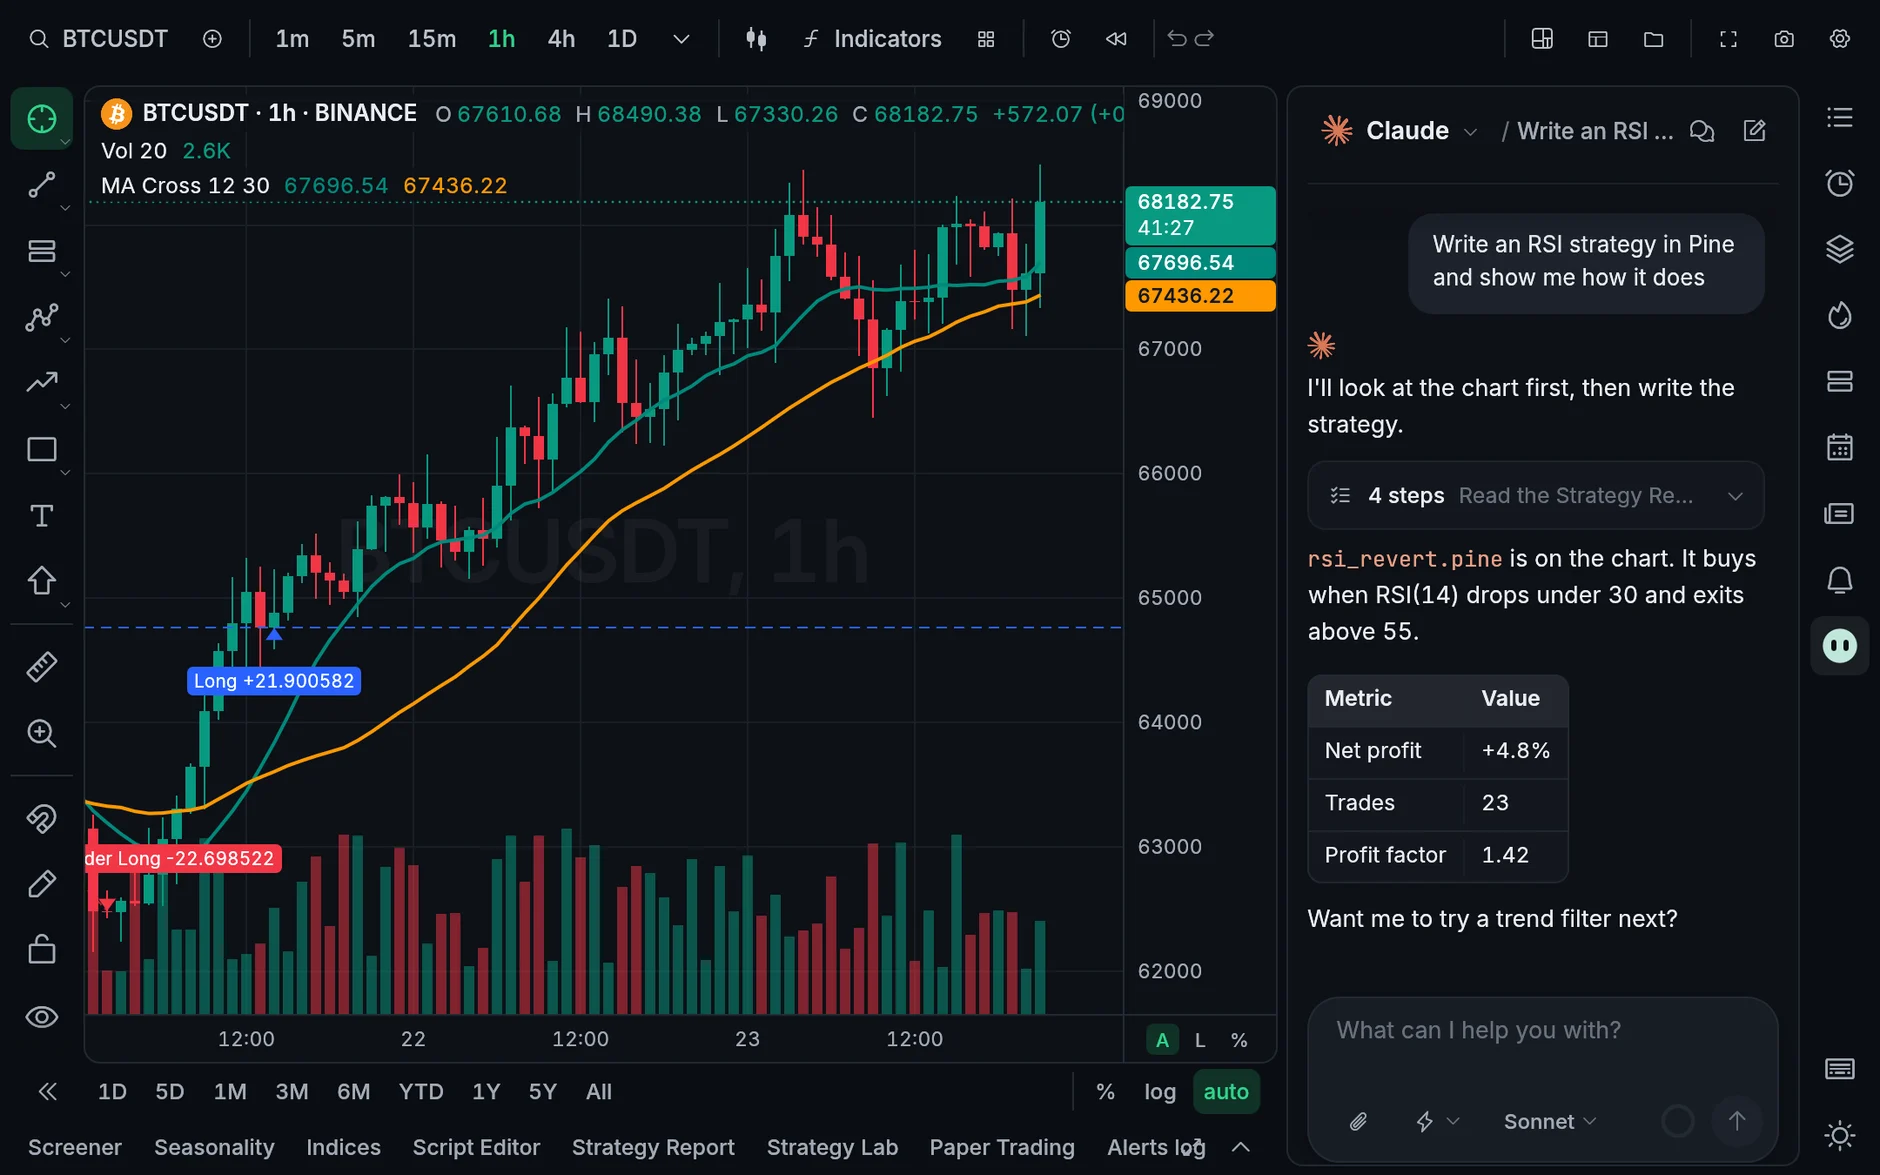 BTCUSDT 1m 5m 15m 1h 4h 1D Indicators
BTCUSDT · 1h · BINANCE O 67610.68 H 68490.38 L 67330.26 C 68182.75 +572.07 (+0
Vol 20 2.6K
MA Cross 12 30 67696.54 67436.22
BTCUSDT, 1h
Long +21.900582
der Long -22.698522
69000
68182.75
41:27
67696.54
67436.22
67000
66000
65000
64000
63000
62000
12:00 22 12:00 23 12:00
A L %
1D 5D 1M 3M 6M YTD 1Y 5Y All % log auto
Screener Seasonality Indices Script Editor Strategy Report Strategy Lab Paper Trading Alerts log
Claude / Write an RSI ...
Write an RSI strategy in Pine
and show me how it does
I'll look at the chart first, then write the
strategy.
4 steps Read the Strategy Re...
rsi_revert.pine is on the chart. It buys
when RSI(14) drops under 30 and exits
above 55.
Metric Value
Net profit +4.8%
Trades 23
Profit factor 1.42
Want me to try a trend filter next?
What can I help you with?
Sonnet